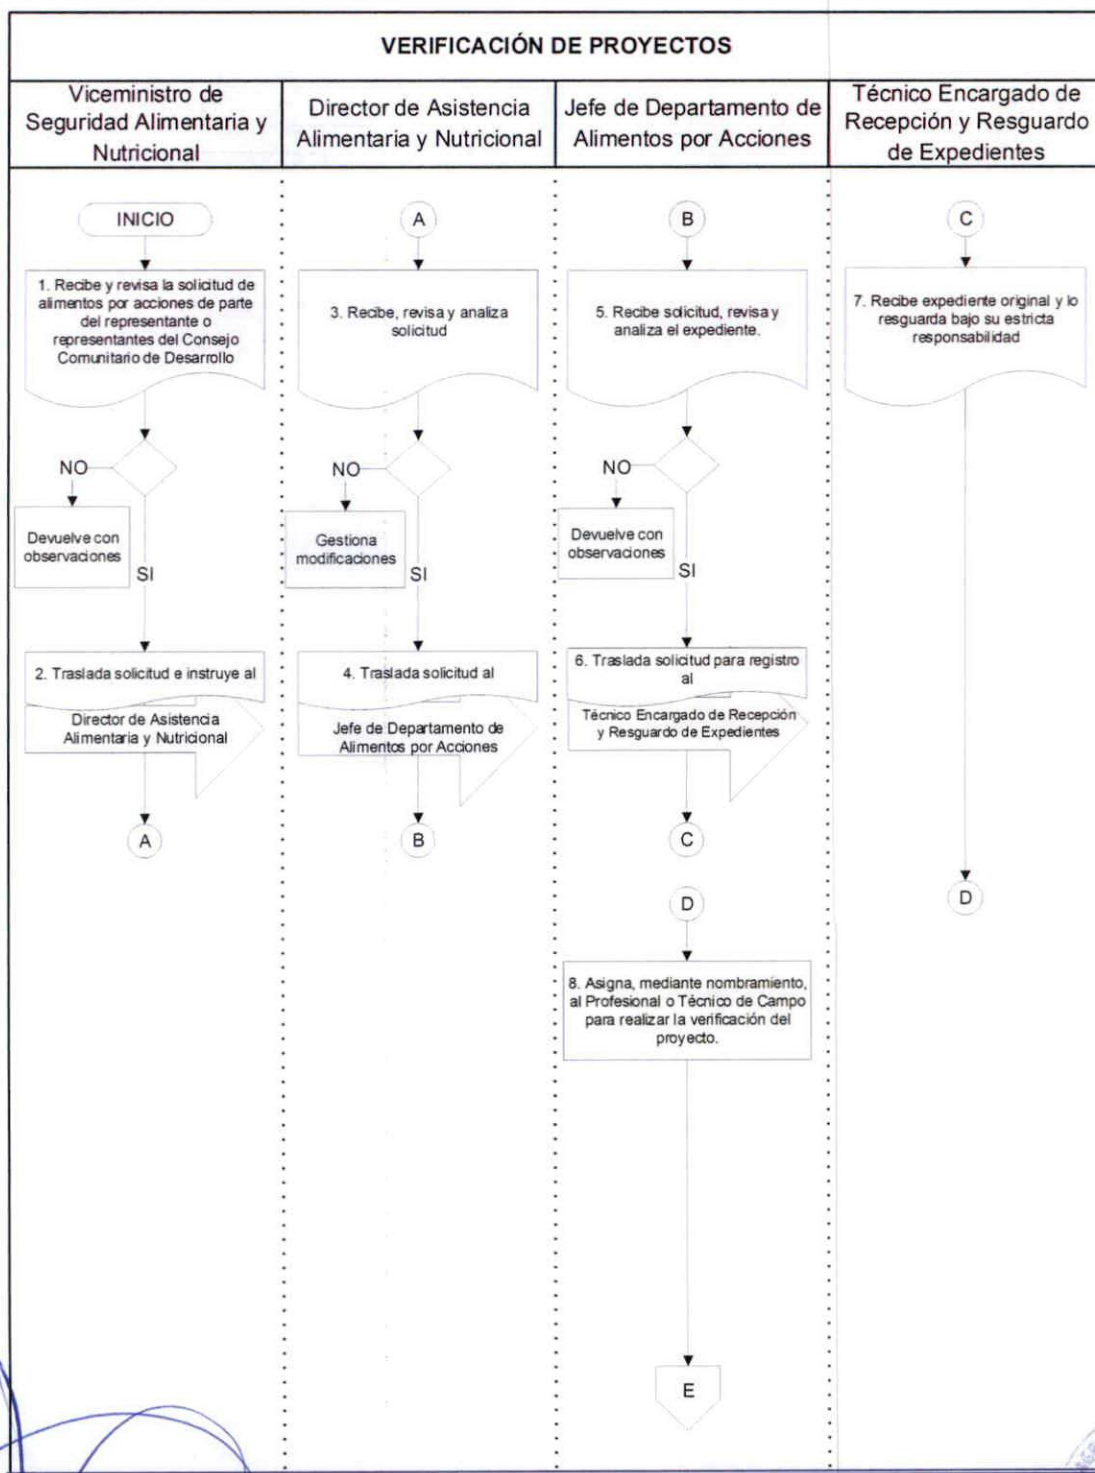 VERIFICACIÓN DE PROYECTOS
Viceministro de
Seguridad Alimentaria y
Nutricional
Director de Asistencia
Alimentaria y Nutricional
Jefe de Departamento de
Alimentos por Acciones
Técnico Encargado de
Recepción y Resguardo
de Expedientes
INICIO
1. Recibe y revisa la solicitud de
alimentos por acciones de parte
del representante o
representantes del Consejo
Comunitario de Desarrollo
NO
Devuelve con
observaciones
SI
2. Traslada solicitud e instruye al
Director de Asistencia
Alimentaria y Nutricional
A
A
3. Recibe, revisa y analiza
solicitud
NO
Gestiona
modificaciones
SI
4. Traslada solicitud al
Jefe de Departamento de
Alimentos por Acciones
B
B
5. Recibe solicitud, revisa y
analiza el expediente.
NO
Devuelve con
observaciones
SI
6. Traslada solicitud para registro
al
Técnico Encargado de Recepción
y Resguardo de Expedientes
C
C
7. Recibe expediente original y lo
resguarda bajo su estricta
responsabilidad
D
D
8. Asigna, mediante nombramiento,
al Profesional o Técnico de Campo
para realizar la verificación del
proyecto.
E